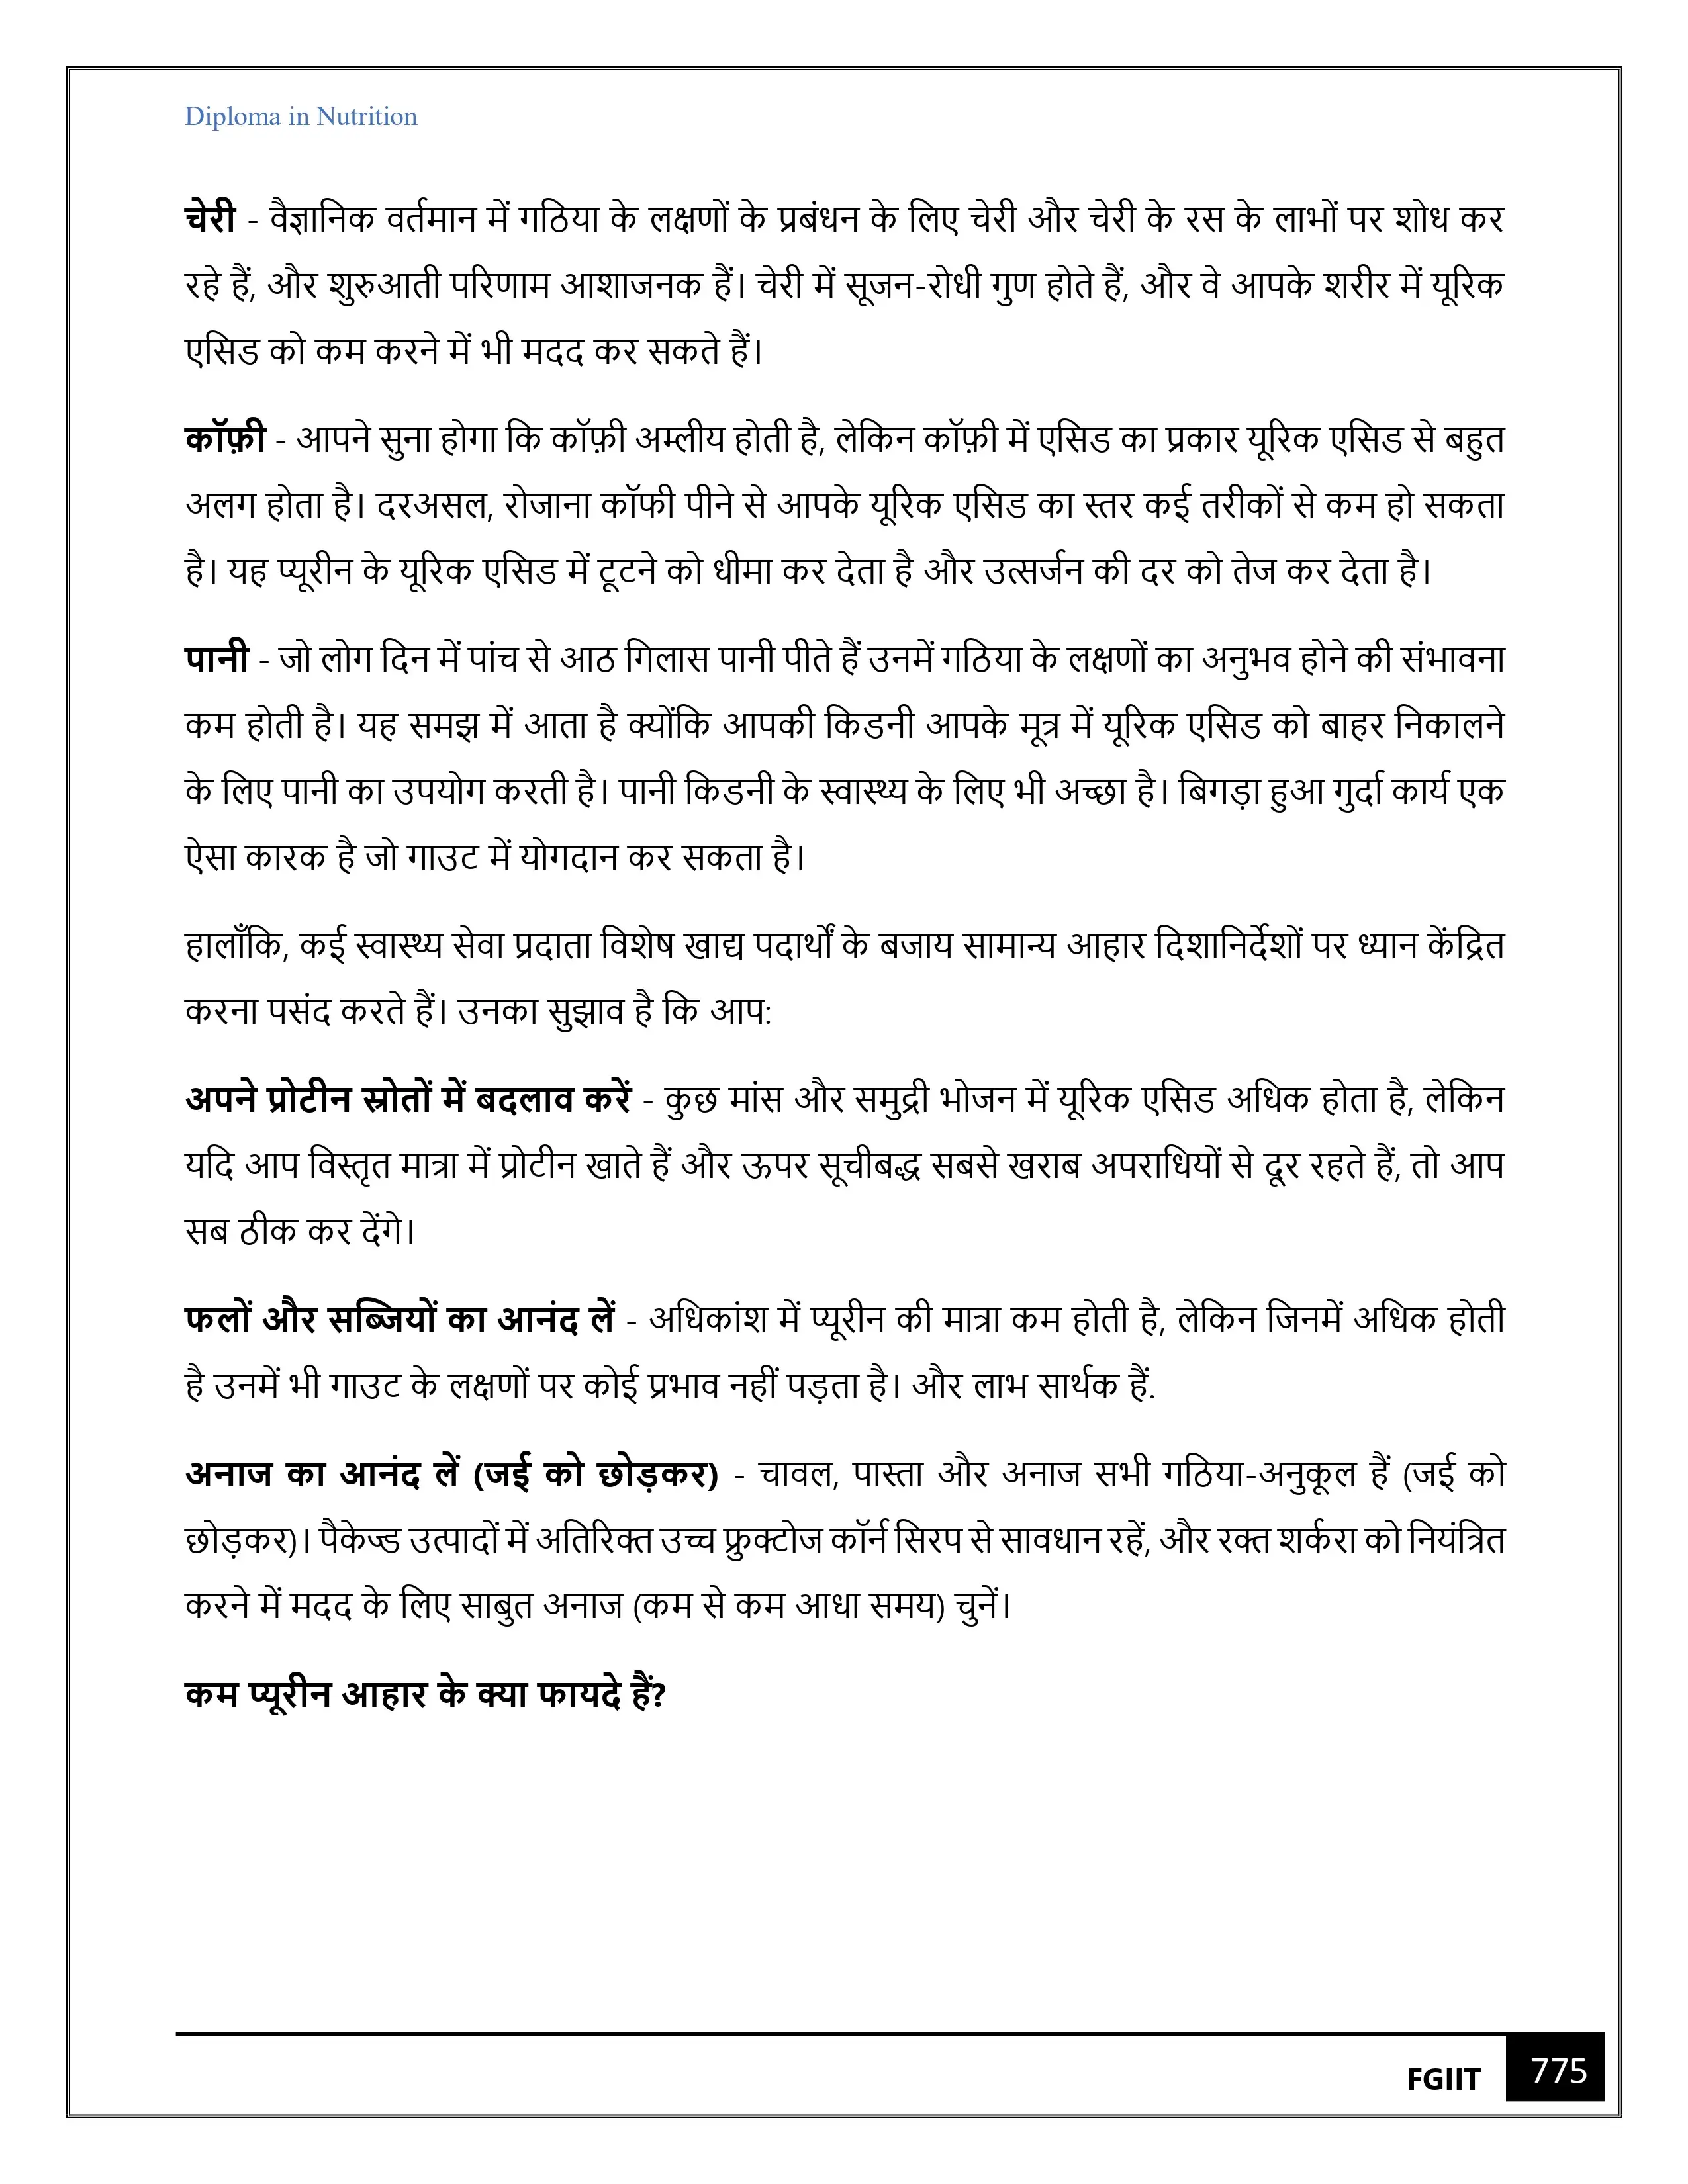 Diploma in Nutrition
चेरी - वैज्ञानिक वर्तमान में गठिया के लक्षणों के प्रबंधन के लिए चेरी और चेरी के रस के लाभों पर शोध कर
रहे हैं, और शुरुआती परिणाम आशाजनक हैं। चेरी में सूजन-रोधी गुण होते हैं, और वे आपके शरीर में यूरिक
एसिड को कम करने में भी मदद कर सकते हैं।
कॉफ़ी - आपने सुना होगा कि कॉफ़ी अम्लीय होती है, लेकिन कॉफ़ी में एसिड का प्रकार यूरिक एसिड से बहुत
अलग होता है। दरअसल, रोजाना कॉफी पीने से आपके यूरिक एसिड का स्तर कई तरीकों से कम हो सकता
है। यह प्यूरीन के यूरिक एसिड में टूटने को धीमा कर देता है और उत्सर्जन की दर को तेज कर देता है।
पानी - जो लोग दिन में पांच से आठ गिलास पानी पीते हैं उनमें गठिया के लक्षणों का अनुभव होने की संभावना
कम होती है। यह समझ में आता है क्योंकि आपकी किडनी आपके मूत्र में यूरिक एसिड को बाहर निकालने
के लिए पानी का उपयोग करती है। पानी किडनी के स्वास्थ्य के लिए भी अच्छा है। बिगड़ा हुआ गुर्दा कार्य एक
ऐसा कारक है जो गाउट में योगदान कर सकता है।
हालाँकि, कई स्वास्थ्य सेवा प्रदाता विशेष खाद्य पदार्थों के बजाय सामान्य आहार दिशानिर्देशों पर ध्यान केंद्रित
करना पसंद करते हैं। उनका सुझाव है कि आप:
अपने प्रोटीन स्रोतों में बदलाव करें - कुछ मांस और समुद्री भोजन में यूरिक एसिड अधिक होता है, लेकिन
यदि आप विस्तृत मात्रा में प्रोटीन खाते हैं और ऊपर सूचीबद्ध सबसे खराब अपराधियों से दूर रहते हैं, तो आप
सब ठीक कर देंगे।
फलों और सब्जियों का आनंद लें - अधिकांश में प्यूरीन की मात्रा कम होती है, लेकिन जिनमें अधिक होती
है उनमें भी गाउट के लक्षणों पर कोई प्रभाव नहीं पड़ता है। और लाभ सार्थक हैं.
अनाज का आनंद लें (जई को छोड़कर) - चावल, पास्ता और अनाज सभी गठिया-अनुकूल हैं (जई को
छोड़कर)। पैकेज्ड उत्पादों में अतिरिक्त उच्च फ्रुक्टोज कॉर्न सिरप से सावधान रहें, और रक्त शर्करा को नियंत्रित
करने में मदद के लिए साबुत अनाज (कम से कम आधा समय) चुनें।
कम प्यूरीन आहार के क्या फायदे हैं?
FGIIT 775